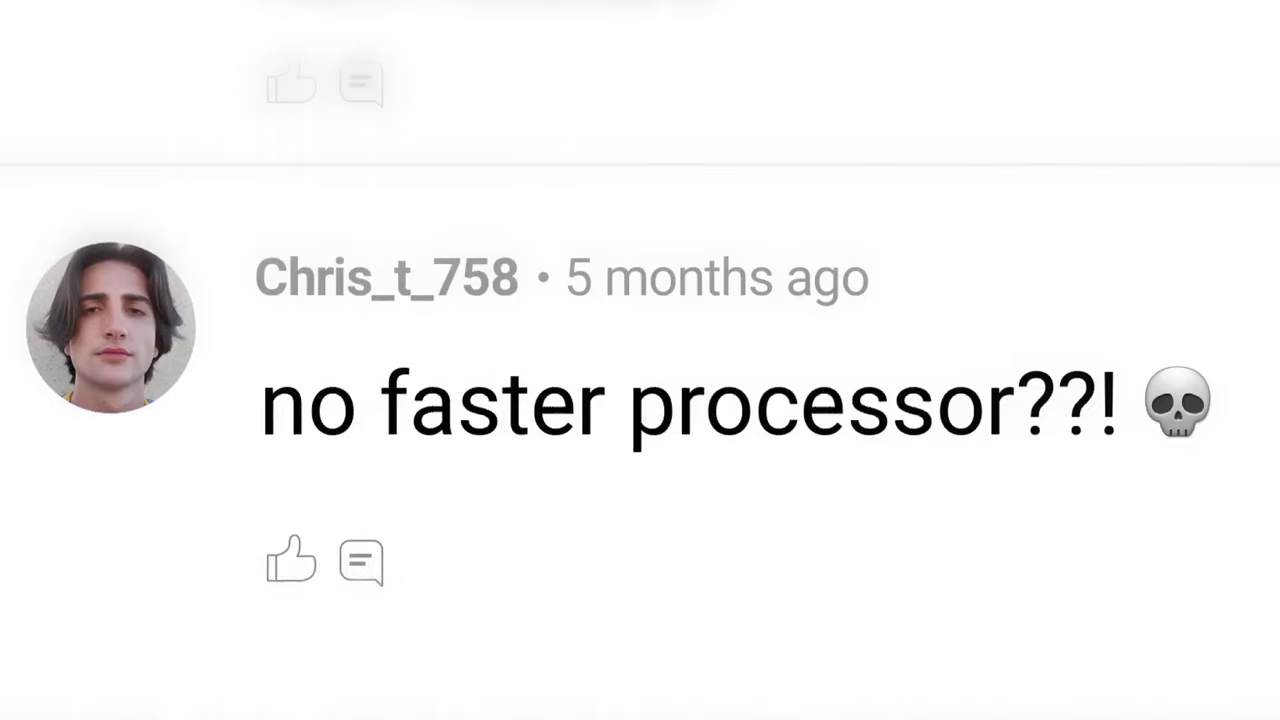 Chris_t_758 • 5 months ago
no faster processor??! 💀